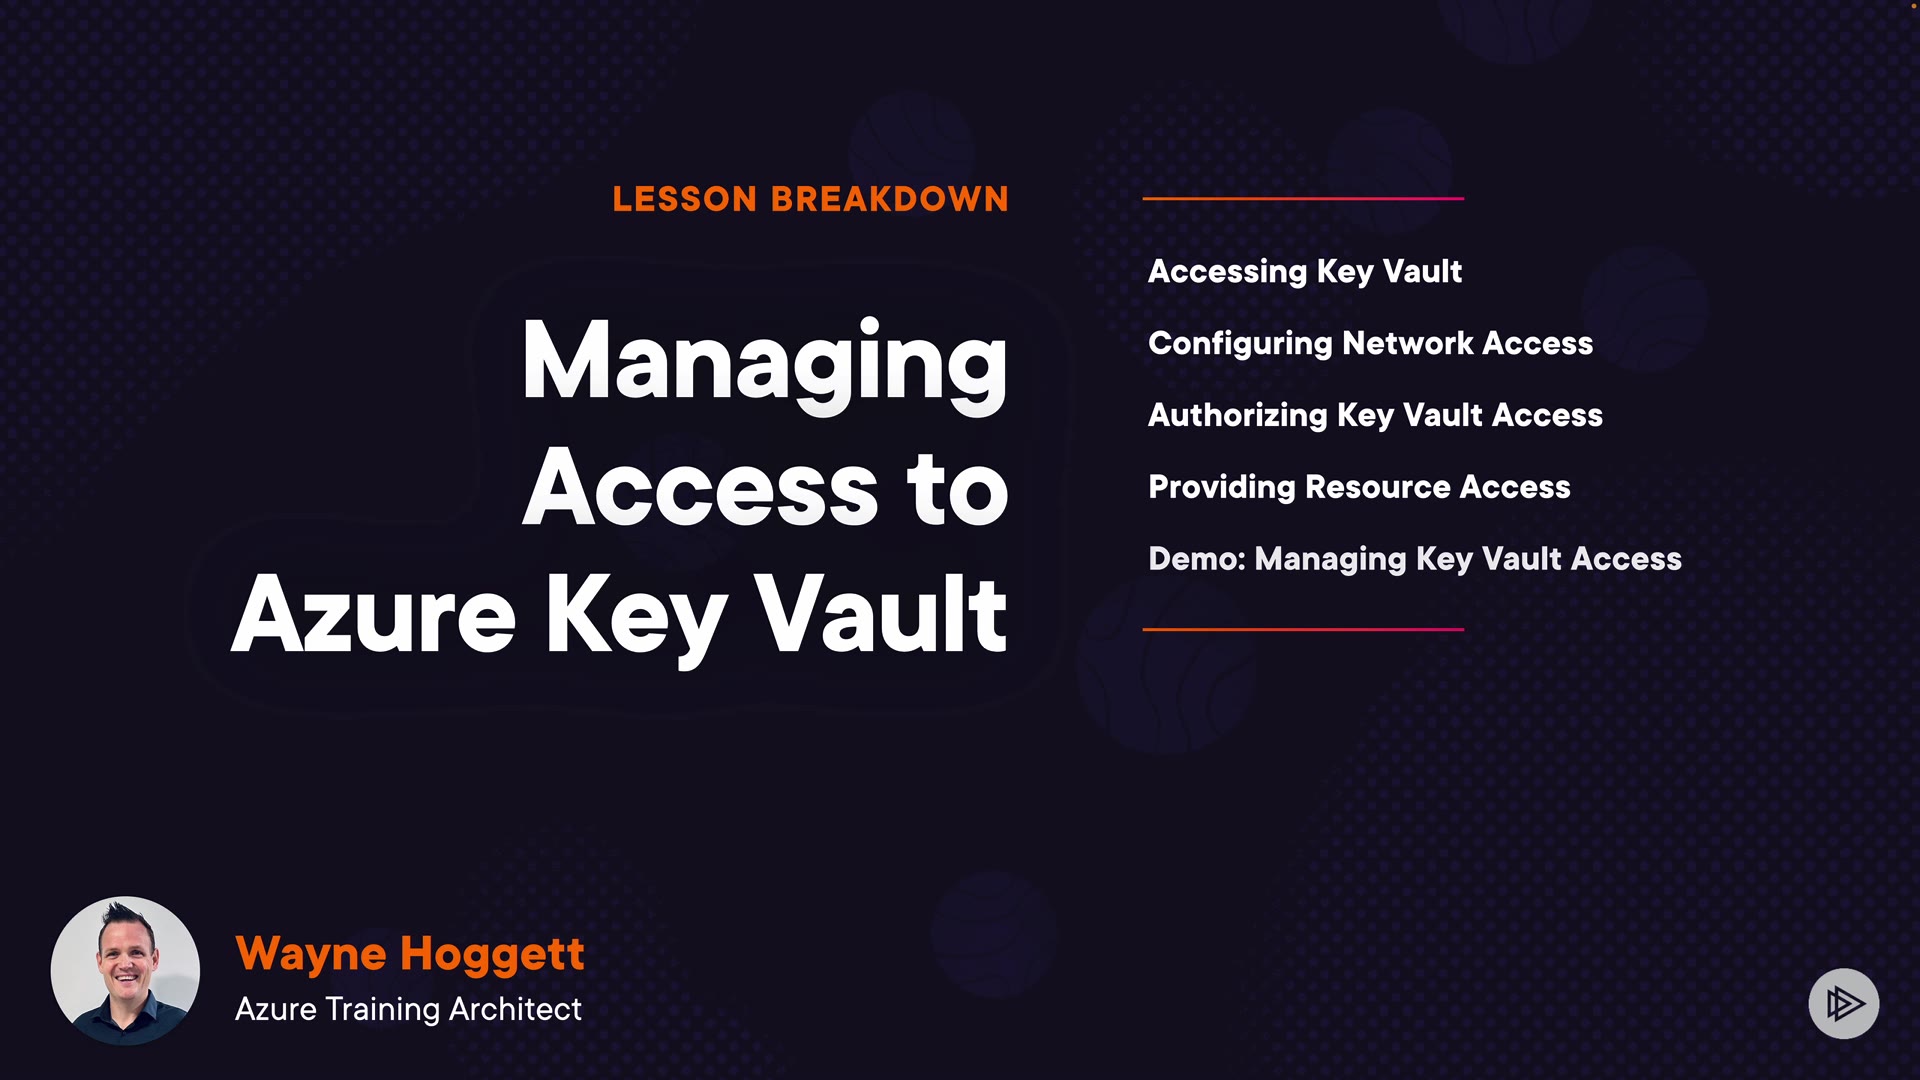 LESSON BREAKDOWN
Managing
Access to
Azure Key Vault
Accessing Key Vault
Configuring Network Access
Authorizing Key Vault Access
Providing Resource Access
Demo: Managing Key Vault Access
Wayne Hoggett
Azure Training Architect